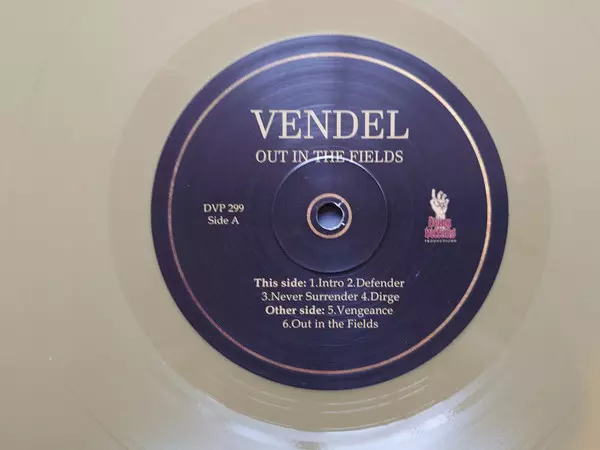 VENDEL
OUT IN THE FIELDS
DVP 299
Side A
PRODUCTIONS
This side: 1.Intro 2.Defender
3.Never Surrender 4.Dirge
Other side: 5.Vengeance
6.Out in the Fields